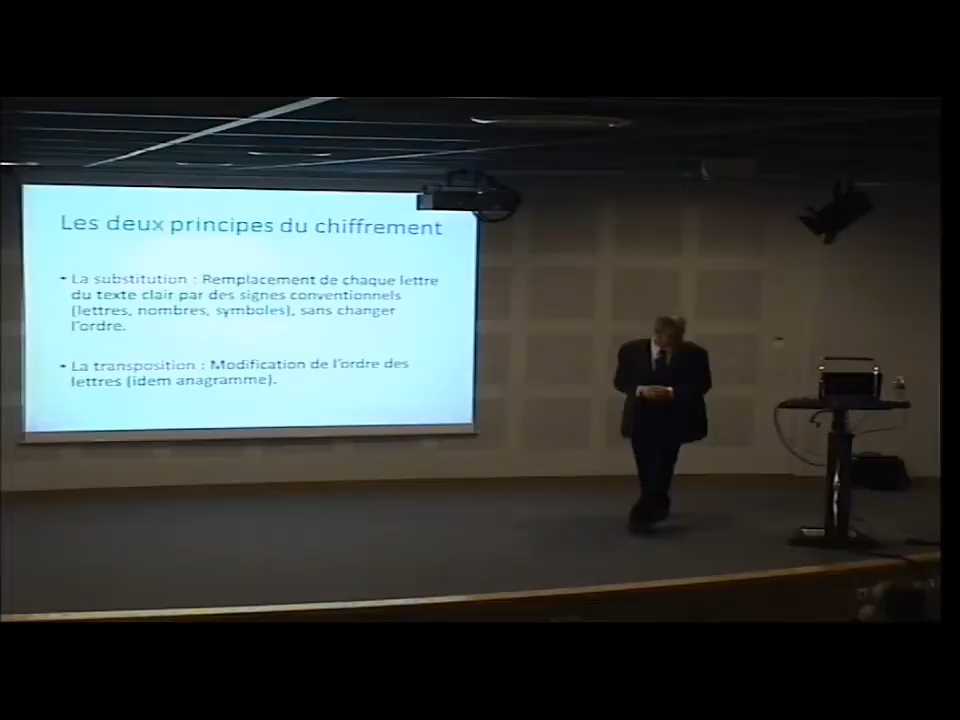 Les deux principes du chiffrement
• La substitution : Remplacement de chaque lettre
du texte clair par des signes conventionnels
(lettres, nombres, symboles), sans changer
l'ordre.
• La transposition : Modification de l'ordre des
lettres (idem anagramme).